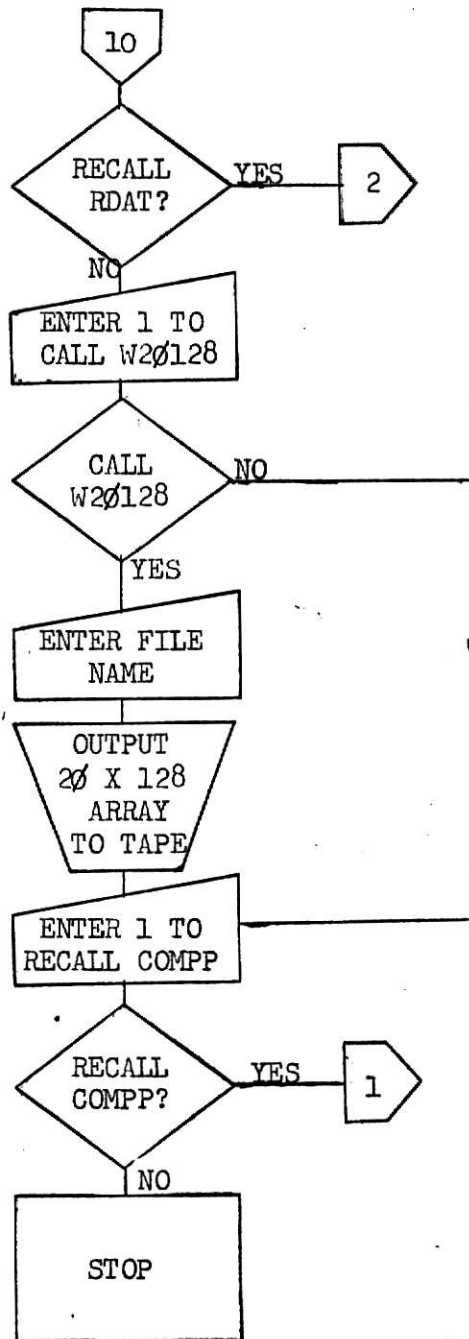 10
RECALL
RDAT?
YES
2
NO
ENTER 1 TO
CALL W2Ø128
CALL
W2Ø128
NO
YES
ENTER FILE
NAME
OUTPUT
2Ø X 128
ARRAY
TO TAPE
ENTER 1 TO
RECALL COMPP
RECALL
COMPP?
YES
1
NO
STOP